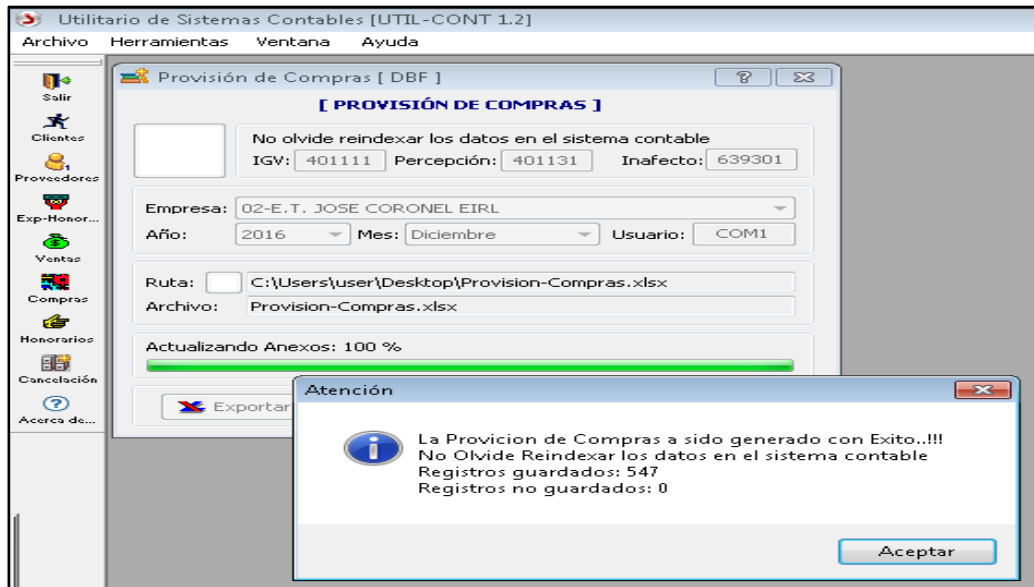 Utilitario de Sistemas Contables [UTIL-CONT 1.2]
Archivo Herramientas Ventana Ayuda
Salir
Clientes
Proveedores
Exp-Honor...
Ventas
Compras
Honorarios
Cancelación
Acerca de...
Provisión de Compras [ DBF ]
[ PROVISIÓN DE COMPRAS ]
No olvide reindexar los datos en el sistema contable
IGV: 401111 Percepción: 401131 Inafecto: 639301
Empresa: 02-E.T. JOSE CORONEL EIRL
Año: 2016 Mes: Diciembre Usuario: COM1
Ruta: C:\Users\user\Desktop\Provision-Compras.xlsx
Archivo: Provision-Compras.xlsx
Actualizando Anexos: 100 %
Exportar
Atención
La Provicion de Compras a sido generado con Exito..!!!
No Olvide Reindexar los datos en el sistema contable
Registros guardados: 547
Registros no guardados: 0
Aceptar